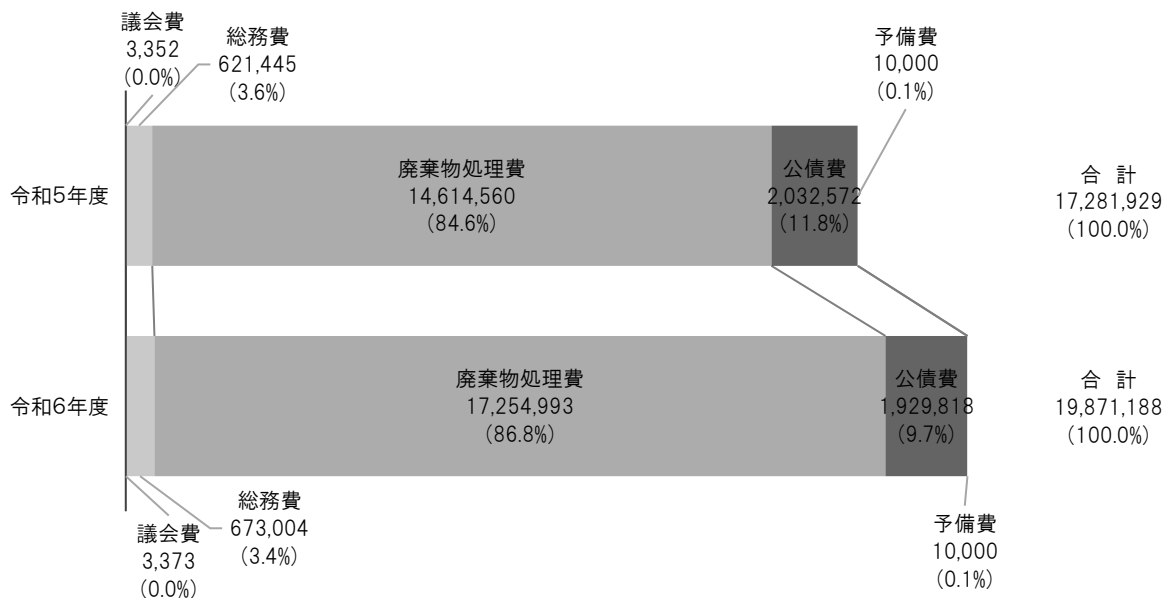 議会費
3,352
(0.0%)
総務費
621,445
(3.6%)
予備費
10,000
(0.1%)
令和5年度
廃棄物処理費
14,614,560
(84.6%)
公債費
2,032,572
(11.8%)
合 計
17,281,929
(100.0%)
令和6年度
廃棄物処理費
17,254,993
(86.8%)
公債費
1,929,818
(9.7%)
合 計
19,871,188
(100.0%)
議会費
3,373
(0.0%)
総務費
673,004
(3.4%)
予備費
10,000
(0.1%)